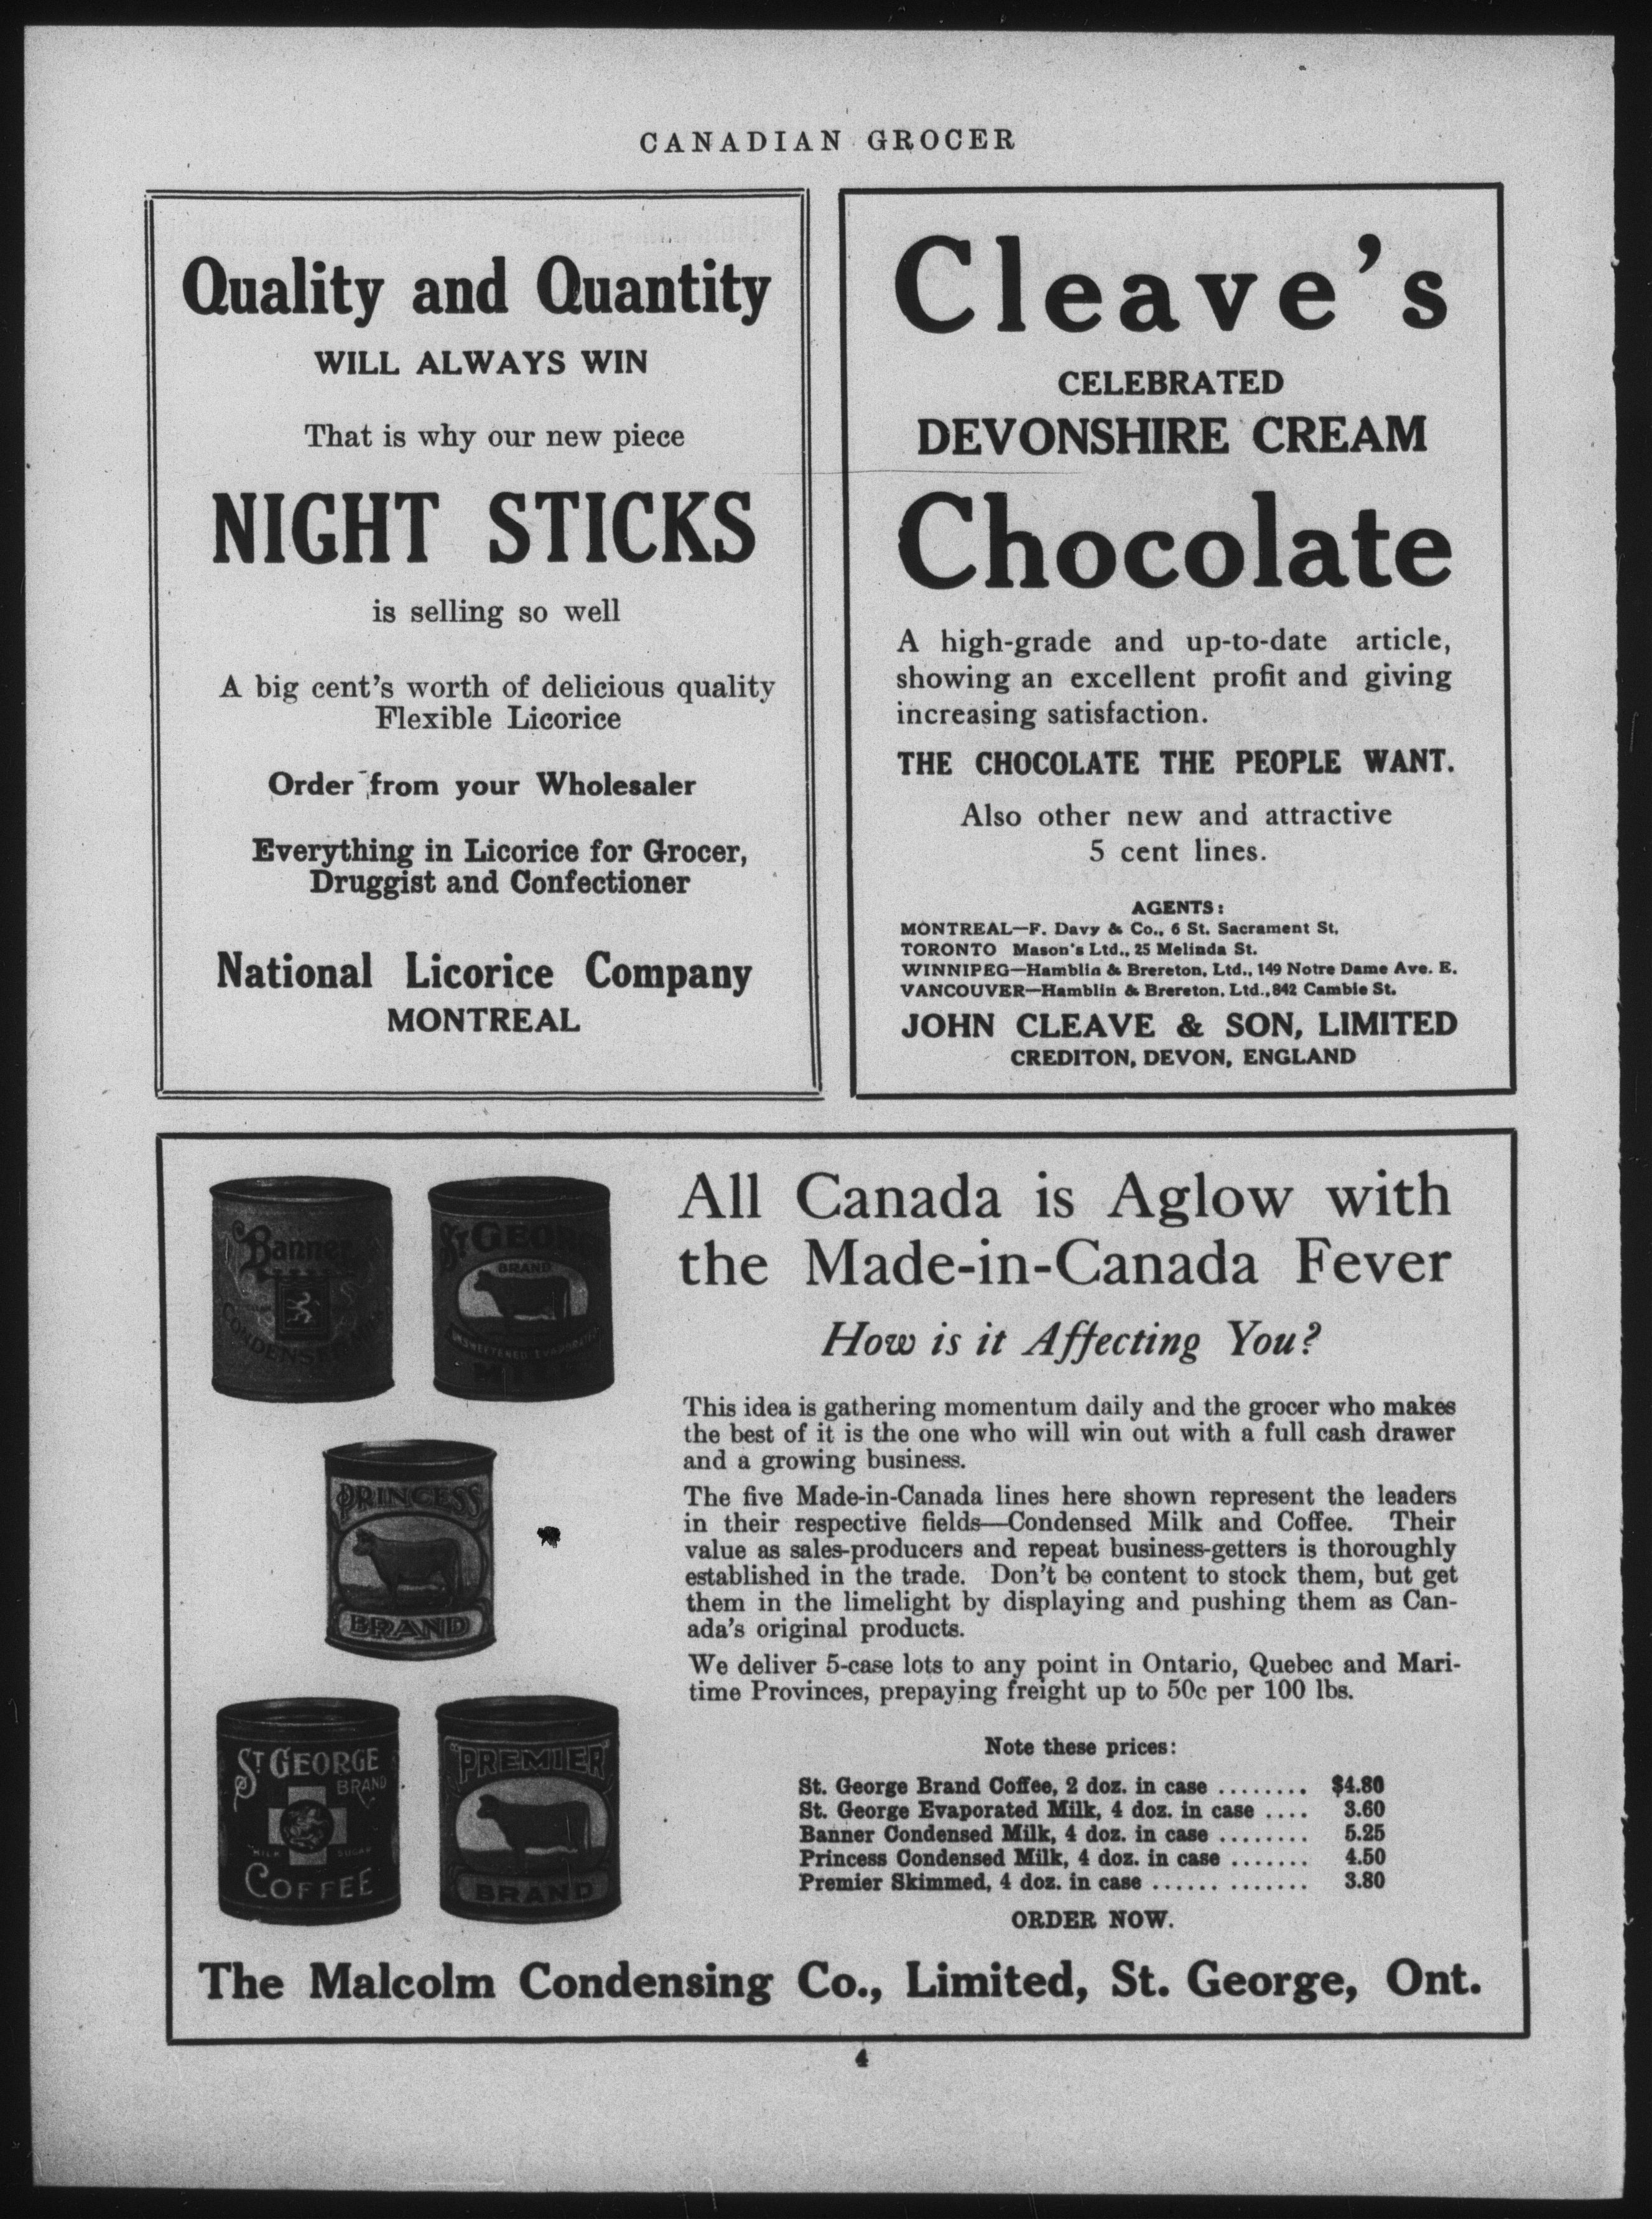 CANADIAN GROCER
Quality and Quantity
WILL ALWAYS WIN
That is why our new piece
NIGHT STICKS
is selling so well
A big cent's worth of delicious quality
Flexible Licorice
Order from your Wholesaler
Everything in Licorice for Grocer,
Druggist and Confectioner
National Licorice Company
MONTREAL
Cleave's
CELEBRATED
DEVONSHIRE CREAM
Chocolate
A high-grade and up-to-date article,
showing an excellent profit and giving
increasing satisfaction.
THE CHOCOLATE THE PEOPLE WANT.
Also other new and attractive
5 cent lines.
AGENTS:
MONTREAL—F. Davy & Co., 6 St. Sacrament St.
TORONTO Mason's Ltd., 25 Melinda St.
WINNIPEG—Hamblin & Brereton, Ltd., 149 Notre Dame Ave. E.
VANCOUVER—Hamblin & Brereton, Ltd., 842 Cambie St.
JOHN CLEAVE & SON, LIMITED
CREDITON, DEVON, ENGLAND
Banner
CONDENSED
ST GEORGE
BRAND
UNSWEETENED EVAPORATED
MILK
PRINCESS
BRAND
ST GEORGE
BRAND
MILK SUGAR
COFFEE
"PREMIER"
BRAND
All Canada is Aglow with
the Made-in-Canada Fever
How is it Affecting You?
This idea is gathering momentum daily and the grocer who makes
the best of it is the one who will win out with a full cash drawer
and a growing business.
The five Made-in-Canada lines here shown represent the leaders
in their respective fields—Condensed Milk and Coffee. Their
value as sales-producers and repeat business-getters is thoroughly
established in the trade. Don't be content to stock them, but get
them in the limelight by displaying and pushing them as Can-
ada's original products.
We deliver 5-case lots to any point in Ontario, Quebec and Mari-
time Provinces, prepaying freight up to 50c per 100 lbs.
Note these prices:
St. George Brand Coffee, 2 doz. in case ........ $4.80
St. George Evaporated Milk, 4 doz. in case .... 3.60
Banner Condensed Milk, 4 doz. in case ........ 5.25
Princess Condensed Milk, 4 doz. in case ....... 4.50
Premier Skimmed, 4 doz. in case ...... ....... 3.80
ORDER NOW.
The Malcolm Condensing Co., Limited, St. George, Ont.
4